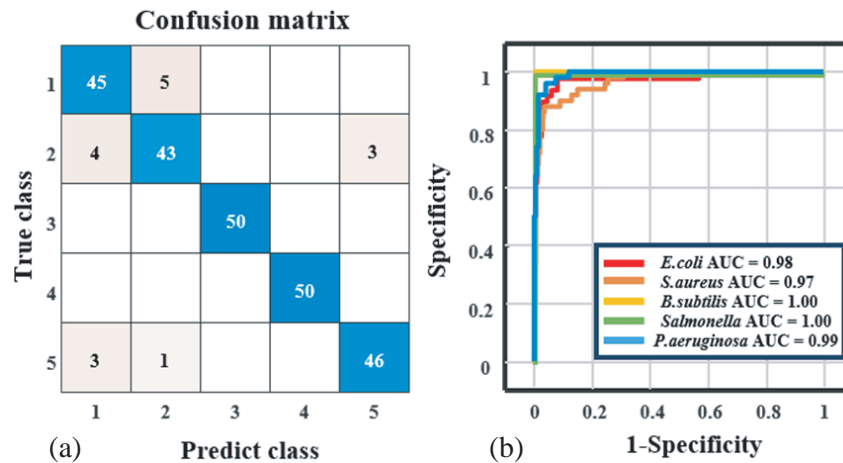 Confusion matrix
True class
1 45 5
2 4 43 3
3 50
4 50
5 3 1 46
1 2 3 4 5
(a) Predict class
Specificity
1
0.8
0.6
0.4
0.2
0
E.coli AUC = 0.98
S.aureus AUC = 0.97
B.subtilis AUC = 1.00
Salmonella AUC = 1.00
P.aeruginosa AUC = 0.99
0 0.2 0.4 0.6 0.8 1
(b) 1-Specificity